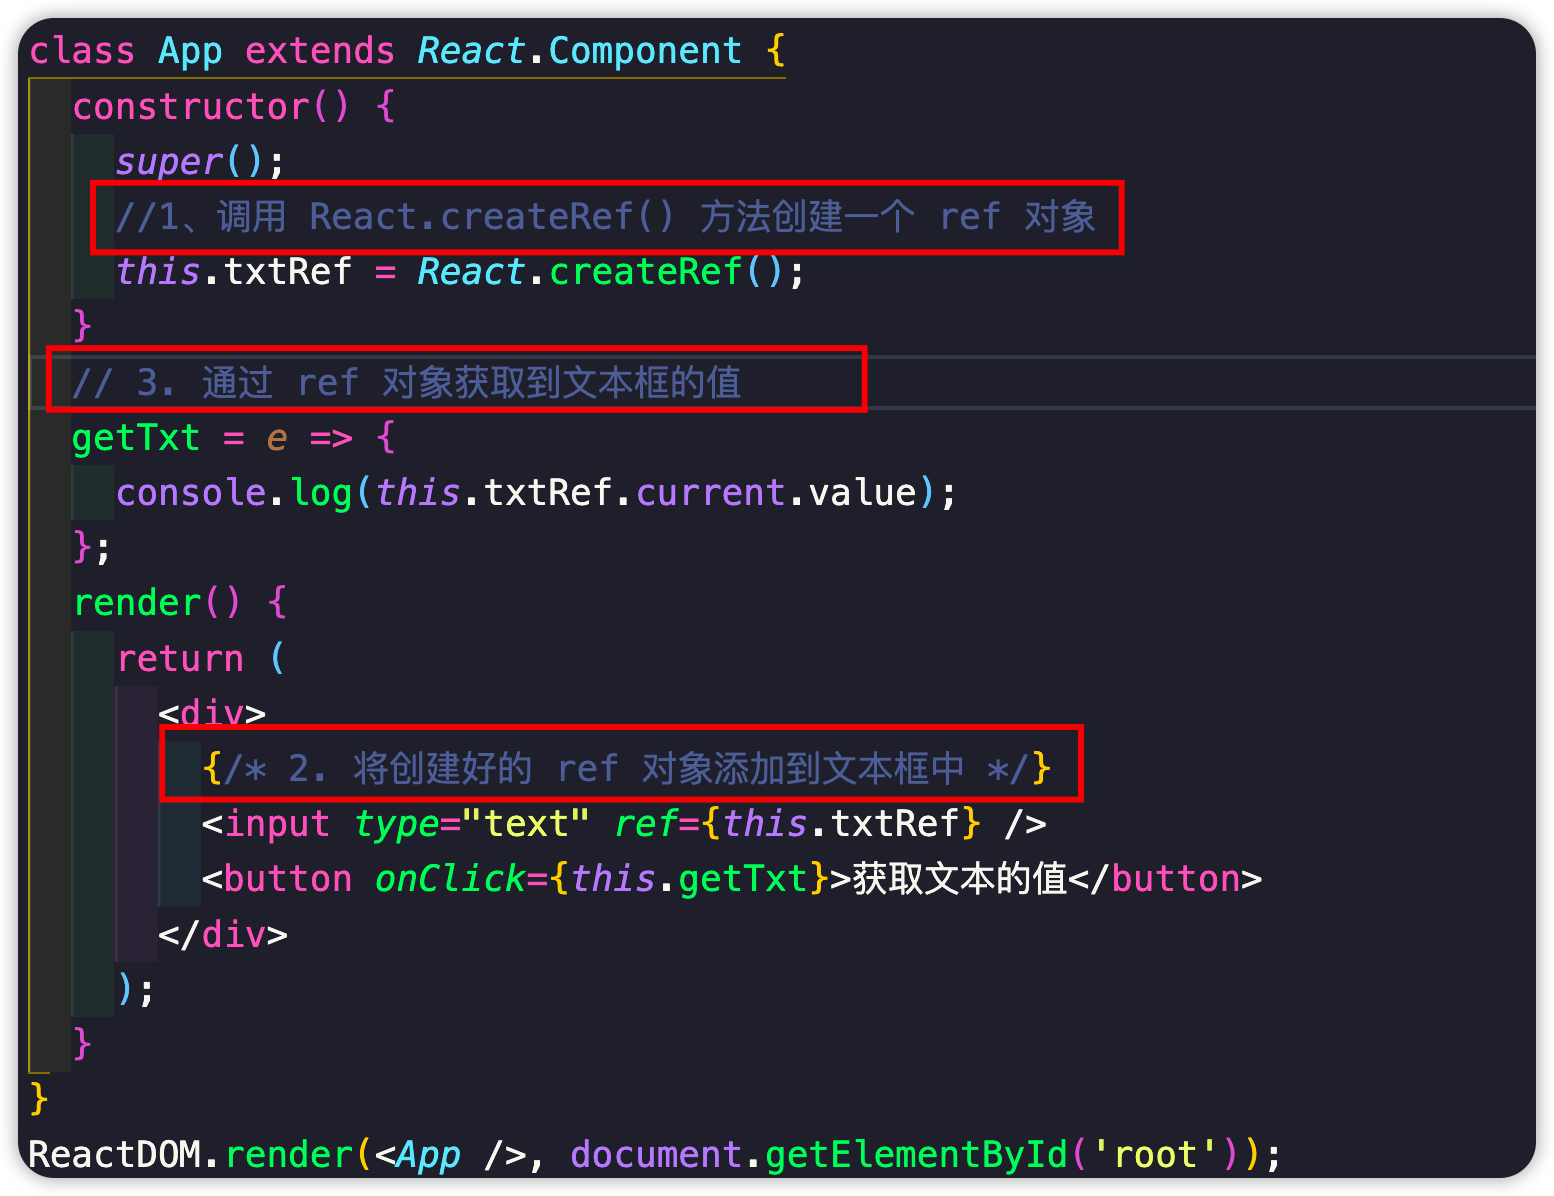 class App extends React.Component {
constructor() {
super();
//1、调用 React.createRef() 方法创建一个 ref 对象
this.txtRef = React.createRef();
}
// 3. 通过 ref 对象获取到文本框的值
getTxt = e => {
console.log(this.txtRef.current.value);
};
render() {
return (
<div>
{/* 2. 将创建好的 ref 对象添加到文本框中 */}
<input type="text" ref={this.txtRef} />
<button onClick={this.getTxt}>获取文本的值</button>
</div>
);
}
}
ReactDOM.render(<App />, document.getElementById('root'));